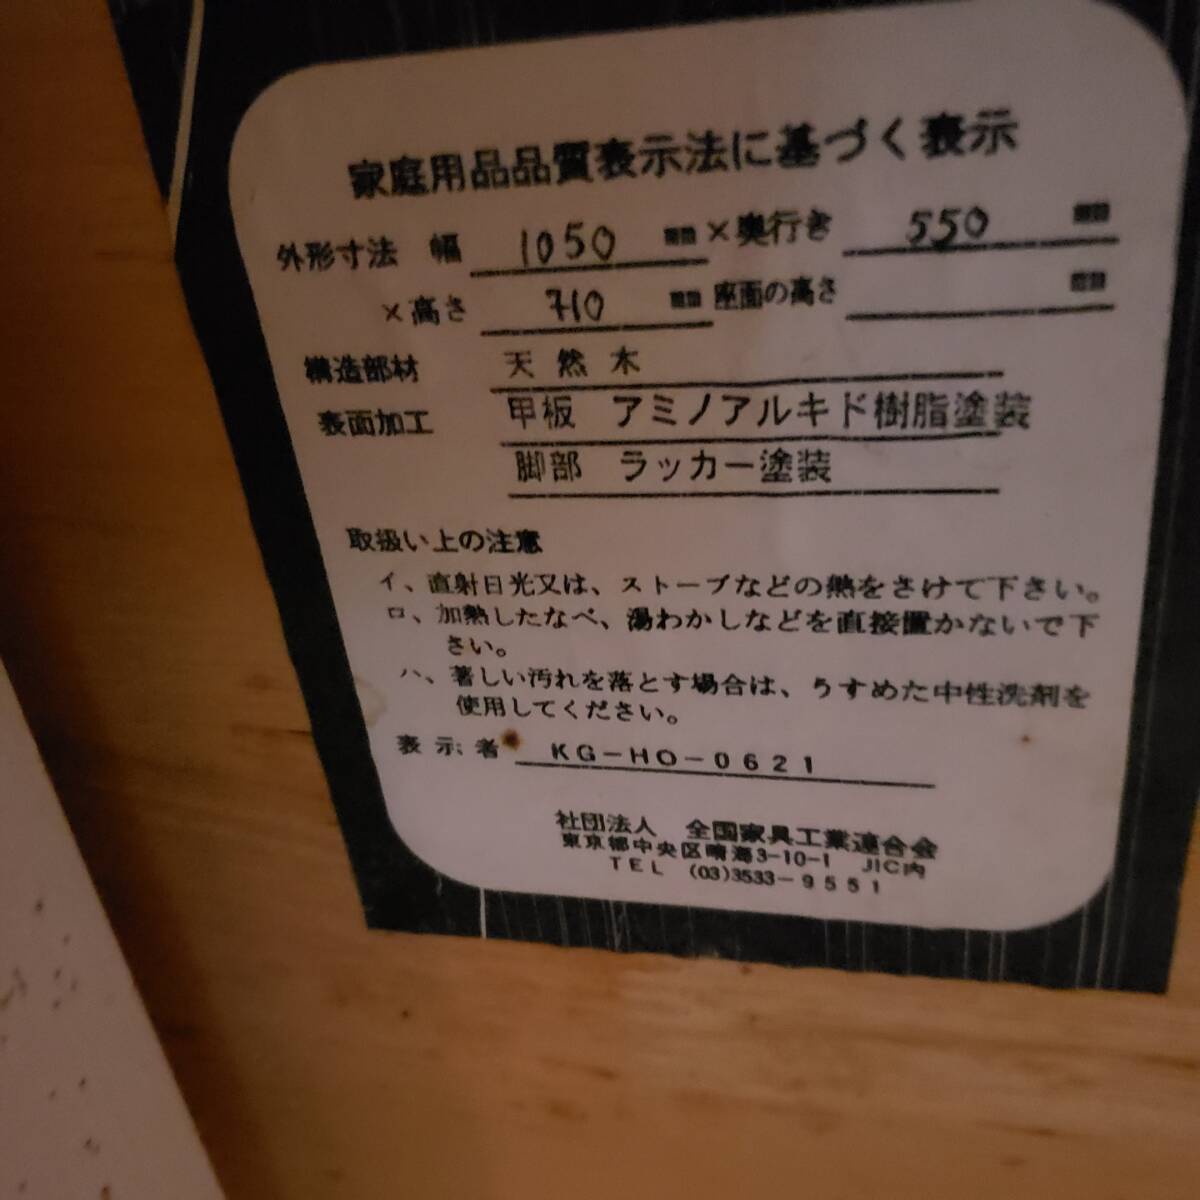 家庭用品品質表示法に基づく表示
外形寸法 幅 1050 mm×奥行き 550 mm
×高さ 710 mm 座面の高さ mm
構造部材 天然木
表面加工 甲板 アミノアルキド樹脂塗装
脚部 ラッカー塗装
取扱い上の注意
イ、直射日光又は、ストーブなどの熱をさけて下さい。
ロ、加熱したなべ、湯わかしなどを直接置かないで下
さい。
ハ、著しい汚れを落とす場合は、うすめた中性洗剤を
使用してください。
表示者 KG-HO-0621
社団法人 全国家具工業連合会
東京都中央区晴海3-10-1 JIC内
TEL (03)3533-9551